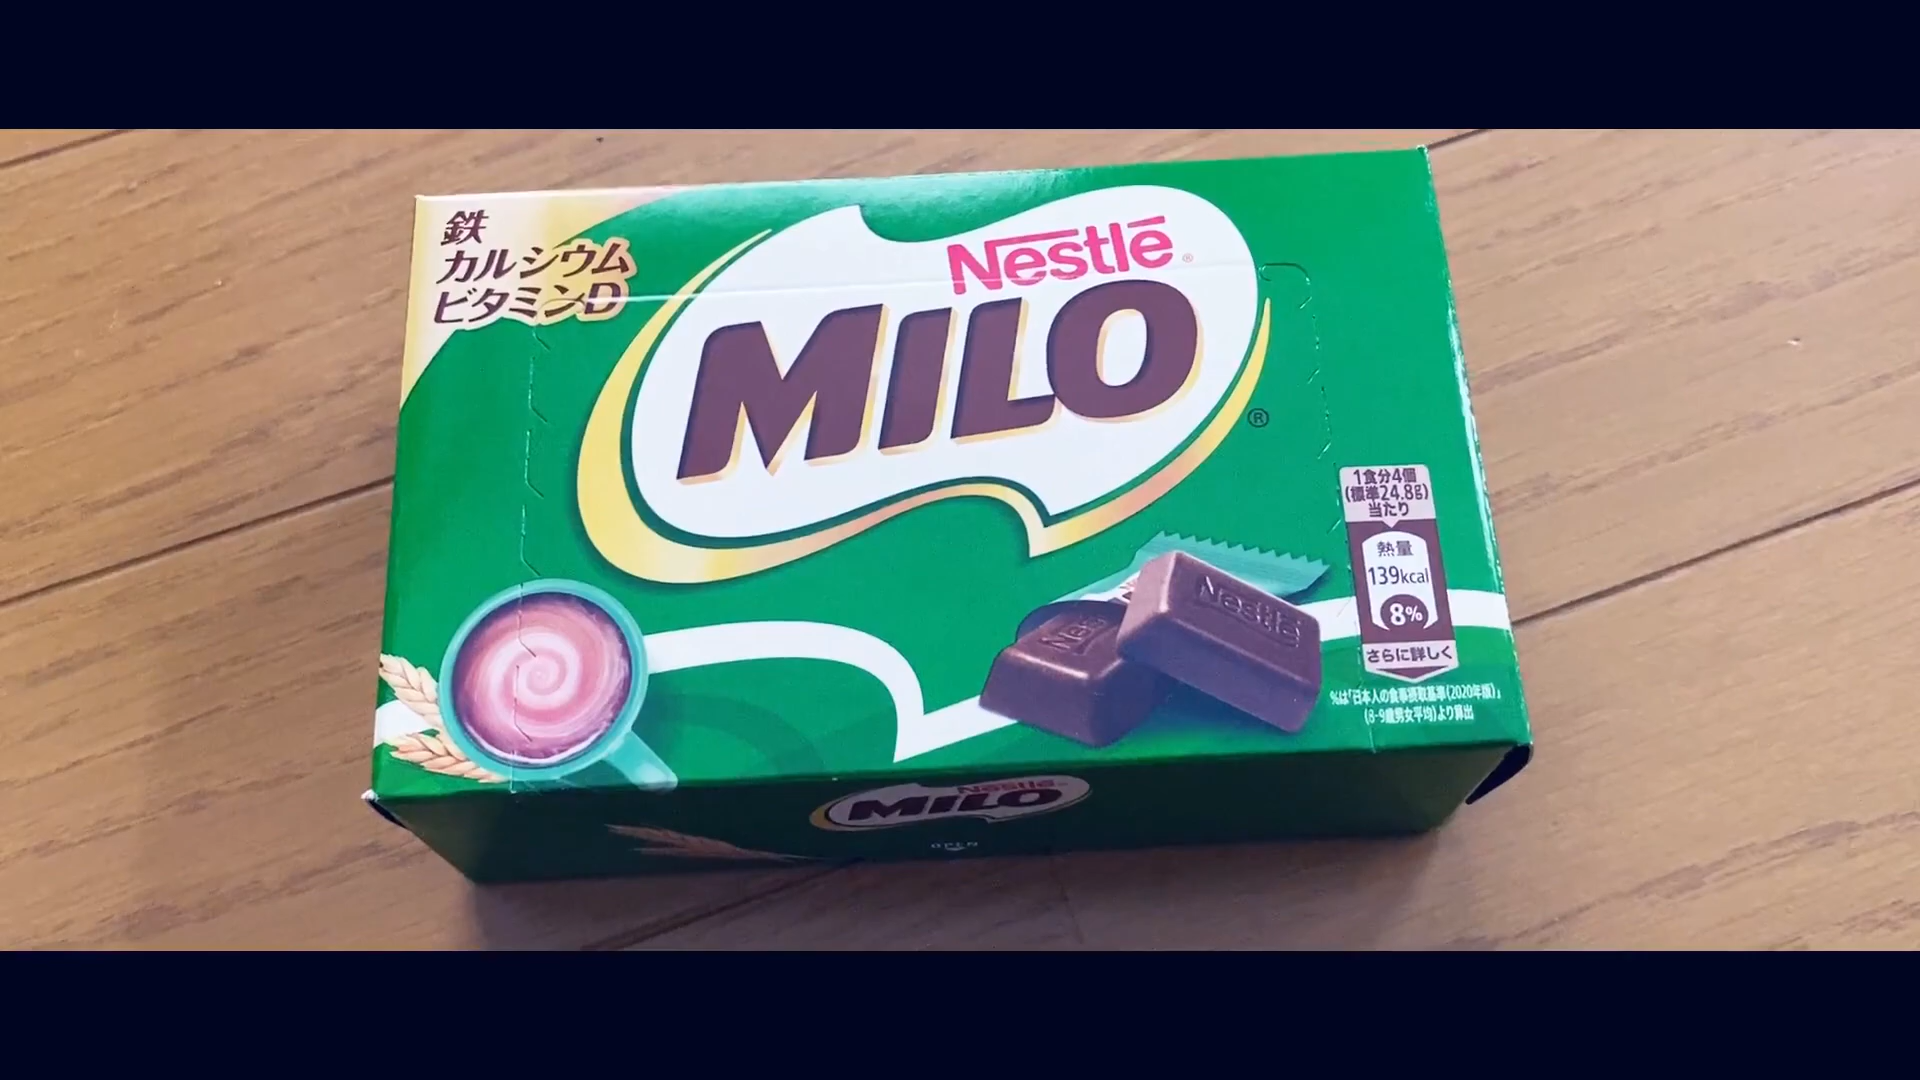 鉄
カルシウム
ビタミンD
Nestlé®
MILO
®
1食分4個
(標準24.8g)
当たり
熱量
139kcal
8%
さらに詳しく
%は「日本人の食事摂取基準(2020年版)」
(8-9歳男女平均)より算出
Nes
Nestlé
Nestlé
MILO
OPEN